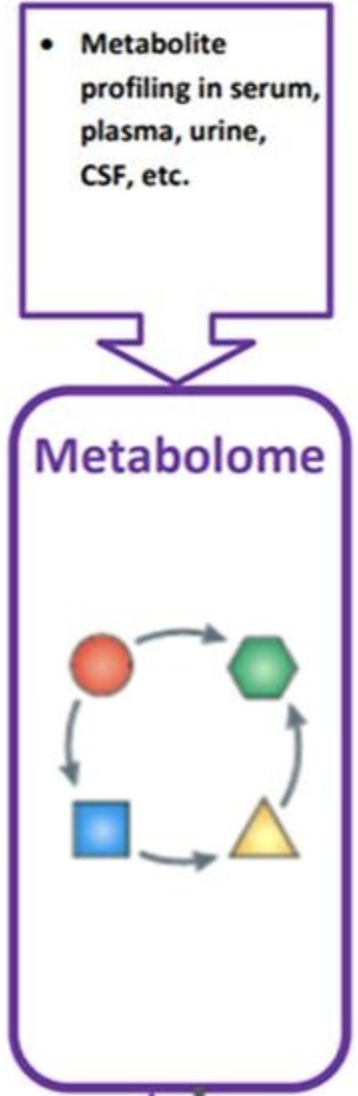 • Metabolite
profiling in serum,
plasma, urine,
CSF, etc.
Metabolome